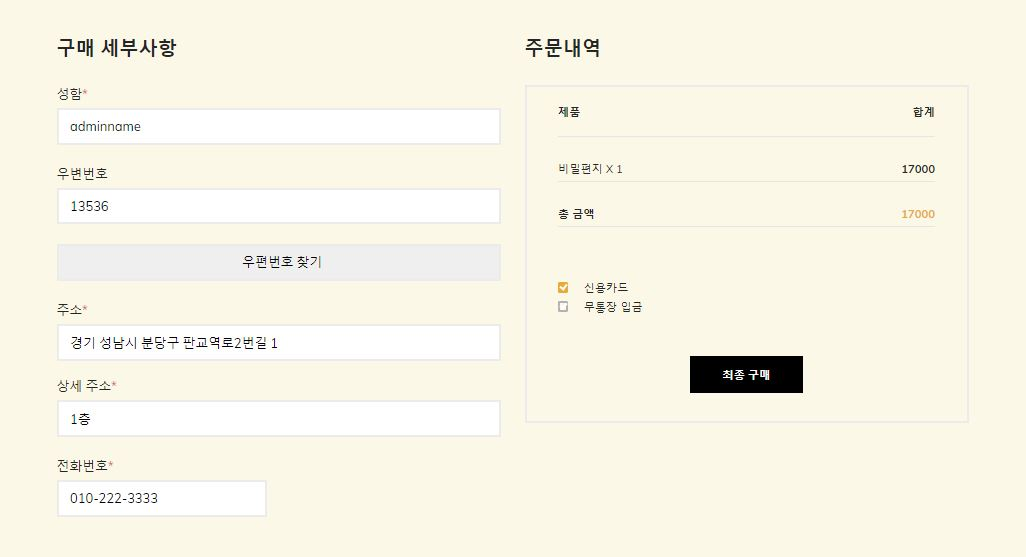 구매 세부사항
성함*
adminname
우변번호
13536
우편번호 찾기
주소*
경기 성남시 분당구 판교역로2번길 1
상세 주소*
1층
전화번호*
010-222-3333
주문내역
제품 합계
비밀편지 X 1 17000
총 금액 17000
신용카드
무통장 입금
최종 구매